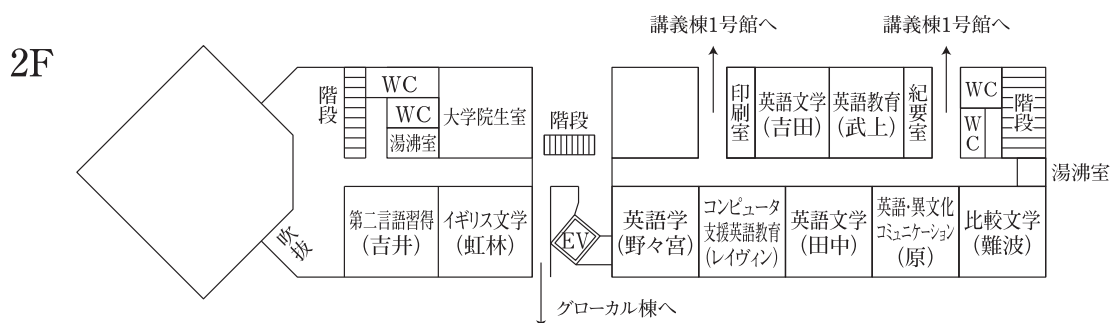 講義棟1号館へ
講義棟1号館へ
2F
階段
WC
WC
湯沸室
大学院生室
階段
印刷室
英語文学
(吉田)
英語教育
(武上)
紀要室
WC
WC
階段
湯沸室
吹抜
第二言語習得
(吉井)
イギリス文学
(虹林)
EV
英語学
(野々宮)
コンピュータ
支援英語教育
(レイヴィン)
英語文学
(田中)
英語・異文化
コミュニケーション
(原)
比較文学
(難波)
グローカル棟へ